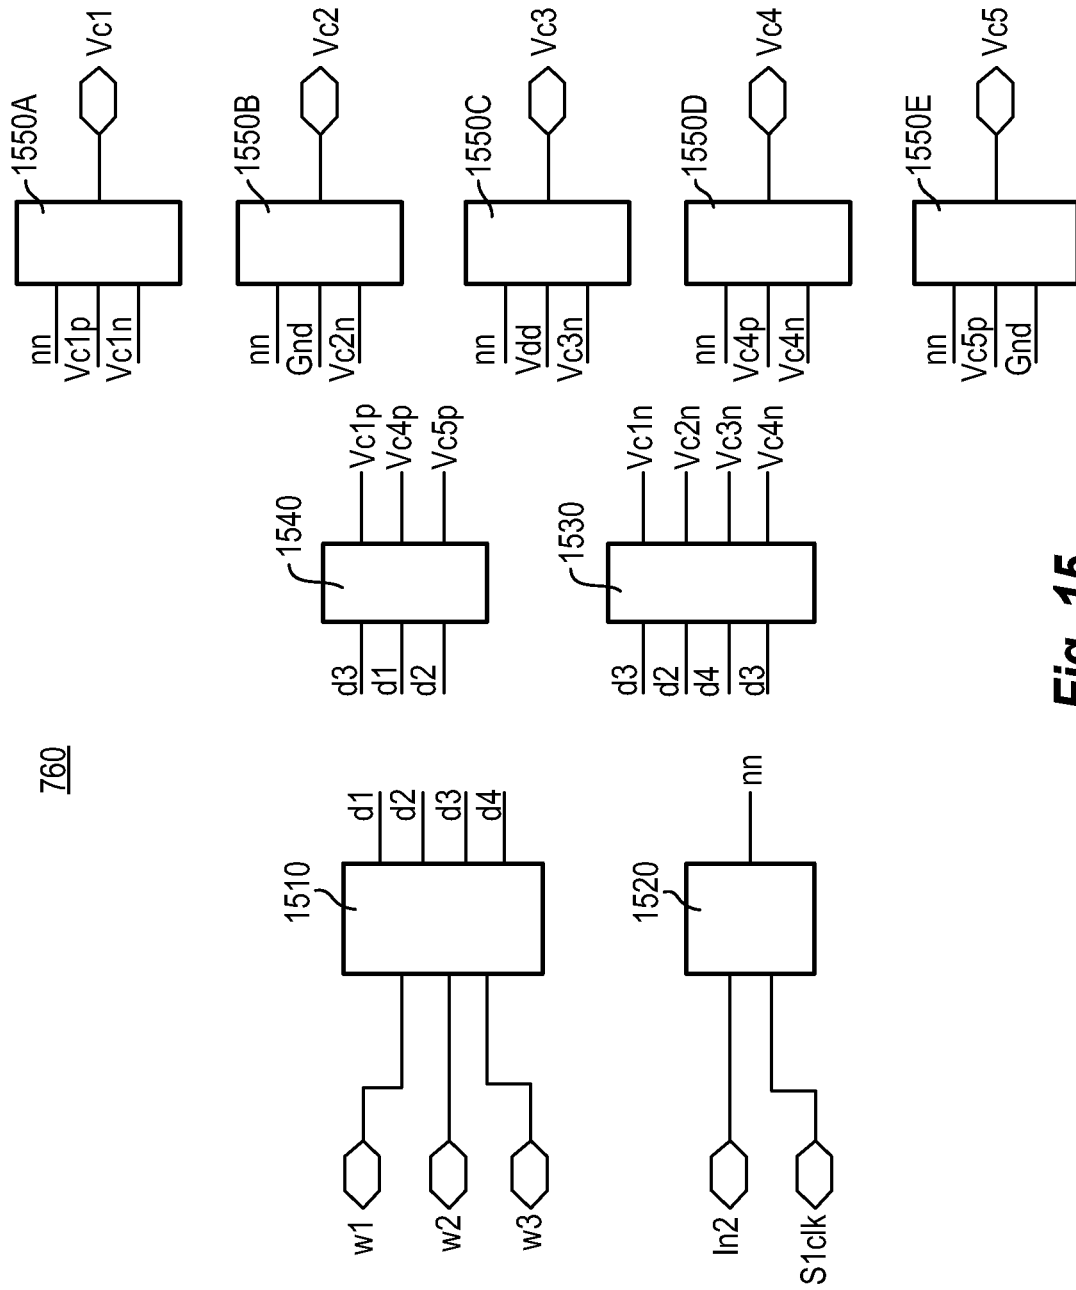 760
w1
w2
w3
1510
d1
d2
d3
d4
In2
S1clk
1520
nn
d3
d1
d2
1540
Vc1p
Vc4p
Vc5p
d3
d2
d4
d3
1530
Vc1n
Vc2n
Vc3n
Vc4n
nn
Vc1p
Vc1n
1550A
Vc1
nn
Gnd
Vc2n
1550B
Vc2
nn
Vdd
Vc3n
1550C
Vc3
nn
Vc4p
Vc4n
1550D
Vc4
nn
Vc5p
Gnd
1550E
Vc5
Fig. 15